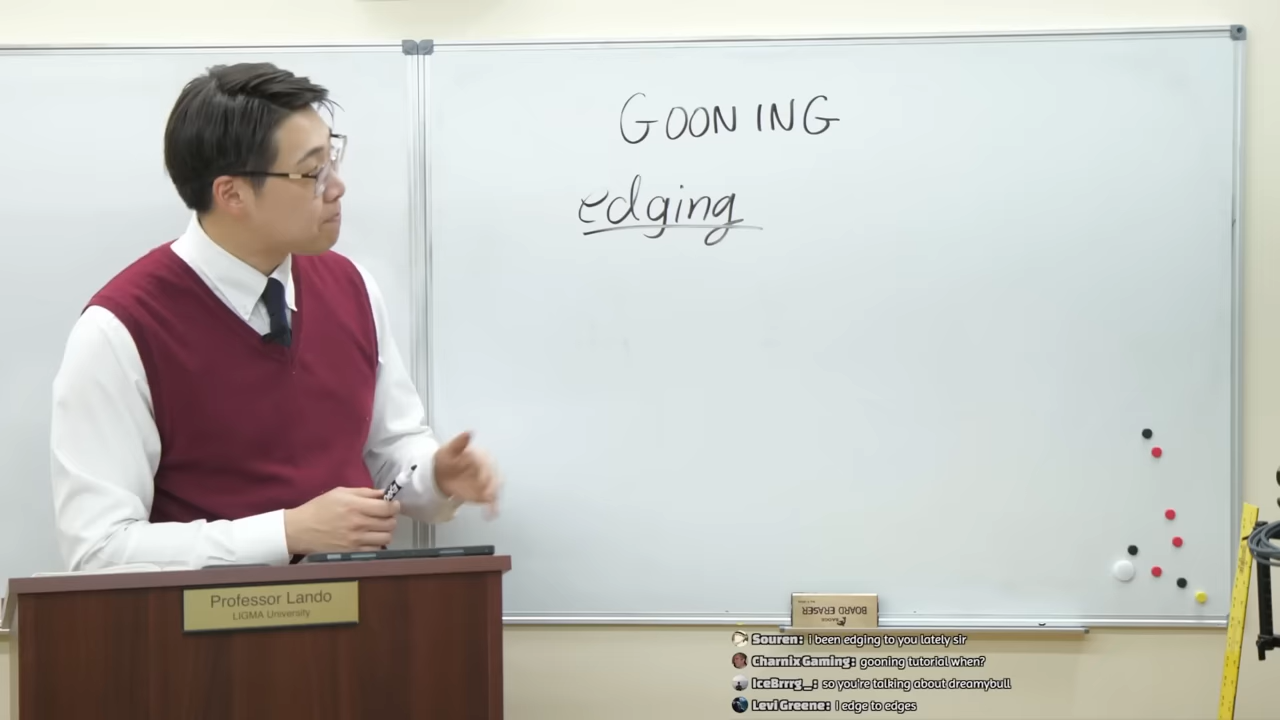 GOONING
edging
Professor Lando
LIGMA University
BOARD ERASER
Souren: i been edging to you lately sir
CharnixGaming: gooning tutorial when?
IceBrrrg_: so you're talking about dreamybull
Levi Greene: I edge to edges